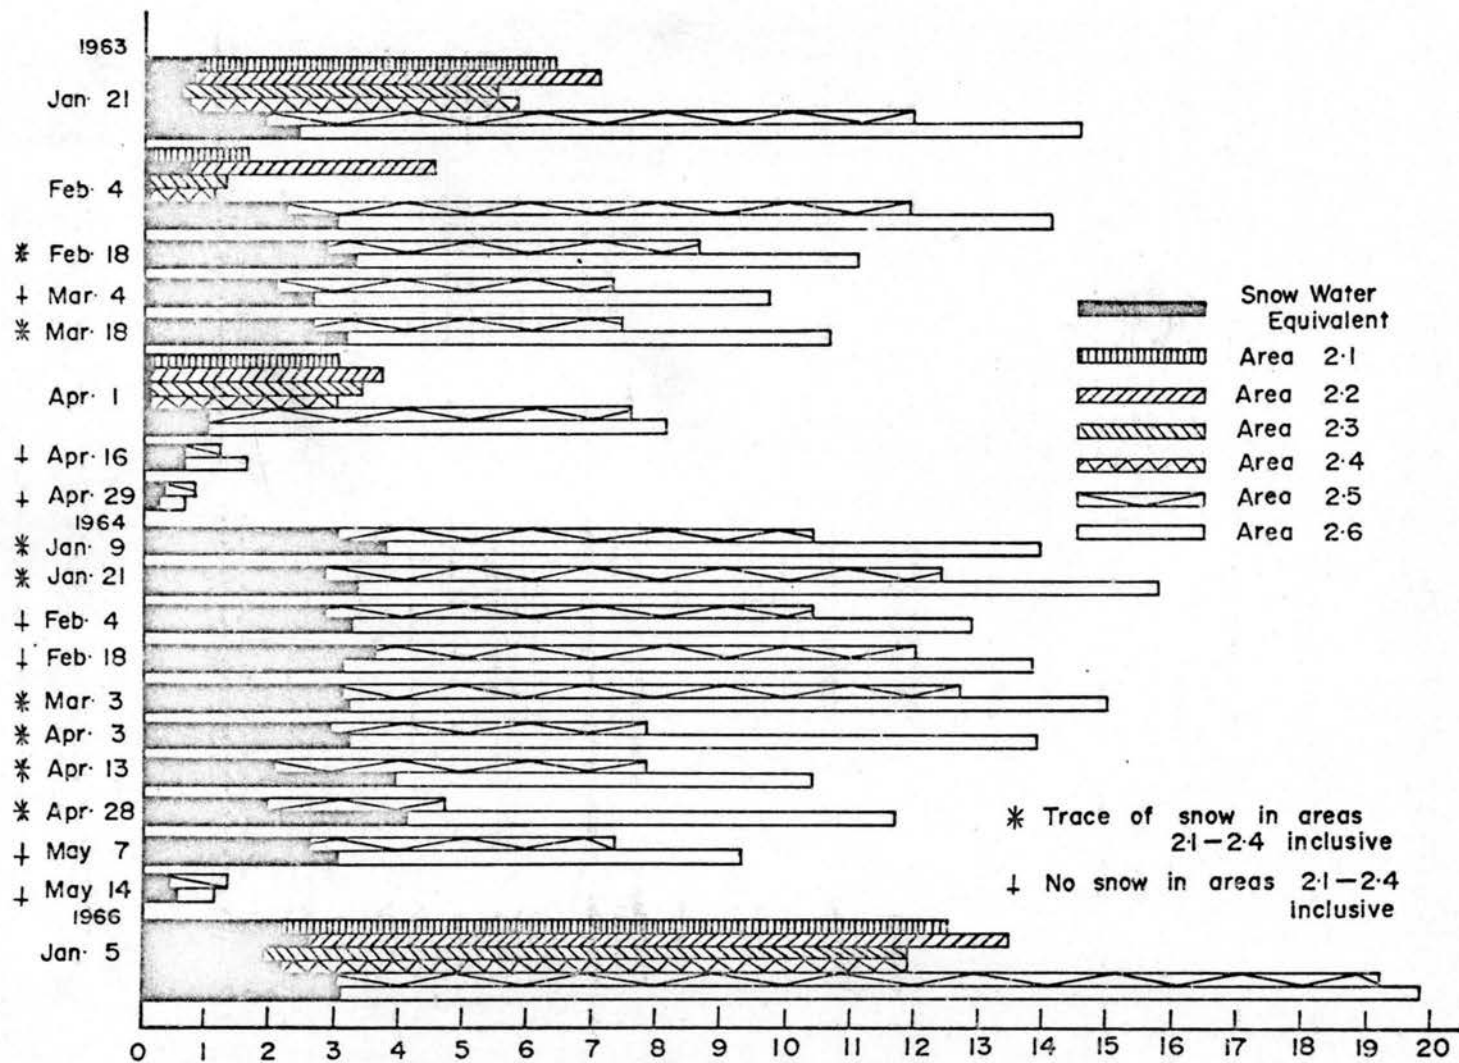 1963
Jan· 21
Feb· 4
* Feb· 18
⸸ Mar· 4
* Mar· 18
Apr· 1
⸸ Apr· 16
⸸ Apr· 29
1964
* Jan· 9
* Jan· 21
⸸ Feb· 4
⸸ Feb· 18
* Mar· 3
* Apr· 3
* Apr· 13
* Apr· 28
⸸ May 7
⸸ May 14
1966
Jan· 5
Snow Water
Equivalent
Area 2·1
Area 2·2
Area 2·3
Area 2·4
Area 2·5
Area 2·6
* Trace of snow in areas
2·1–2·4 inclusive
⸸ No snow in areas 2·1–2·4
inclusive
0 1 2 3 4 5 6 7 8 9 10 11 12 13 14 15 16 17 18 19 20